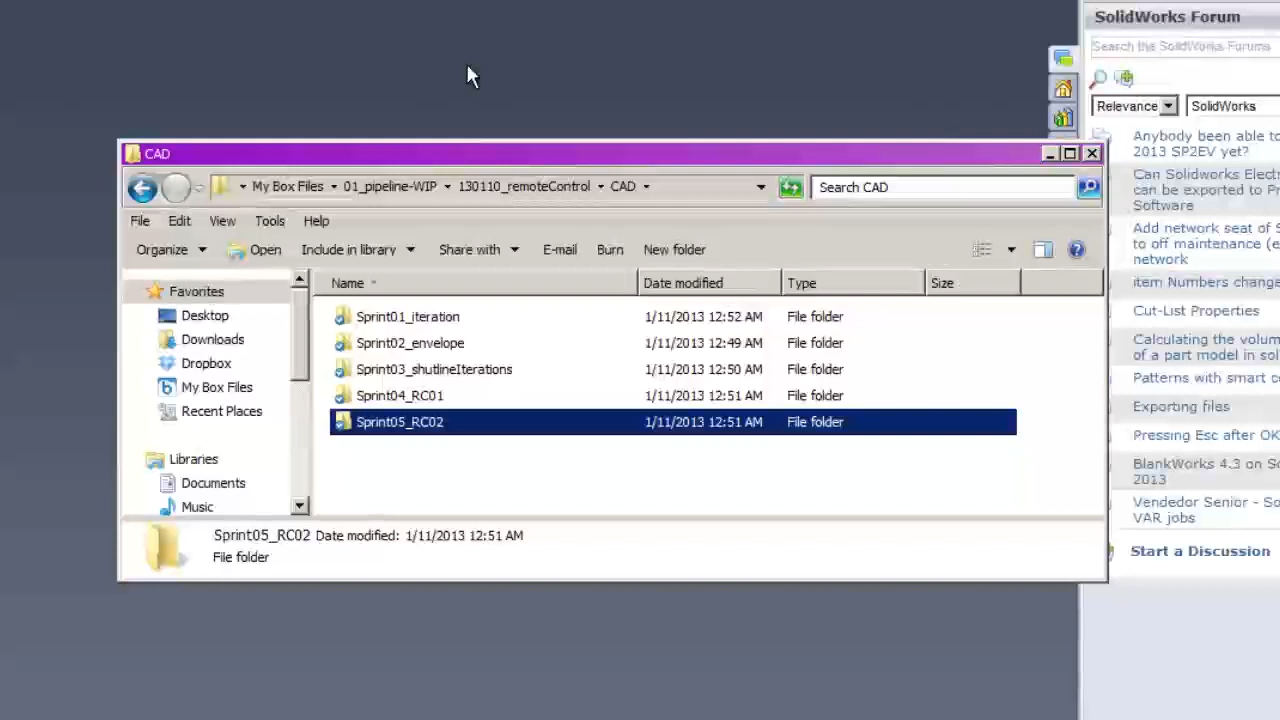 SolidWorks Forum
Search the SolidWorks Forums
Relevance SolidWorks
Anybody been able to
2013 SP2EV yet?
Can Solidworks Electr
can be exported to Pr
Software
Add network seat of S
to off maintenance (e
network
item Numbers change
Cut-List Properties
Calculating the volum
of a part model in soli
Patterns with smart c
Exporting files
Pressing Esc after OK
BlankWorks 4.3 on So
2013
Vendedor Senior - So
VAR jobs
Start a Discussion
CAD
My Box Files 01_pipeline-WIP 130110_remoteControl CAD Search CAD
File Edit View Tools Help
Organize Open Include in library Share with E-mail Burn New folder
Favorites
Desktop
Downloads
Dropbox
My Box Files
Recent Places
Libraries
Documents
Music
Name Date modified Type Size
Sprint01_iteration 1/11/2013 12:52 AM File folder
Sprint02_envelope 1/11/2013 12:49 AM File folder
Sprint03_shutlineIterations 1/11/2013 12:50 AM File folder
Sprint04_RC01 1/11/2013 12:51 AM File folder
Sprint05_RC02 1/11/2013 12:51 AM File folder
Sprint05_RC02 Date modified: 1/11/2013 12:51 AM
File folder